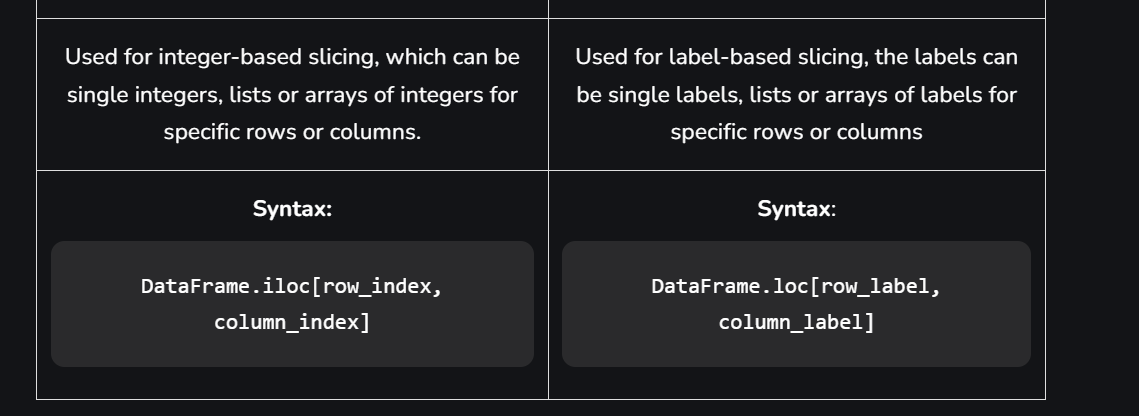 Used for integer-based slicing, which can be
single integers, lists or arrays of integers for
specific rows or columns.
Used for label-based slicing, the labels can
be single labels, lists or arrays of labels for
specific rows or columns
Syntax:
DataFrame.iloc[row_index,
column_index]
Syntax:
DataFrame.loc[row_label,
column_label]